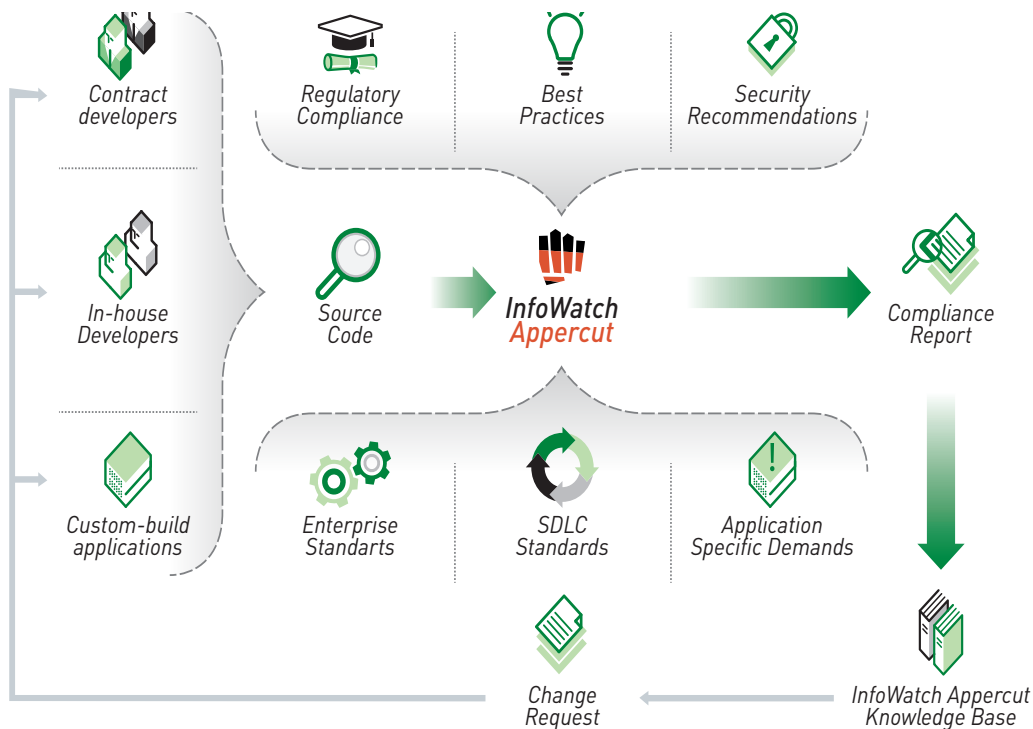 Contract
developers
Regulatory
Compliance
Best
Practices
Security
Recommendations
In-house
Developers
Source
Code
InfoWatch
Appercut
Compliance
Report
Custom-build
applications
Enterprise
Standarts
SDLC
Standards
Application
Specific Demands
Change
Request
InfoWatch Appercut
Knowledge Base